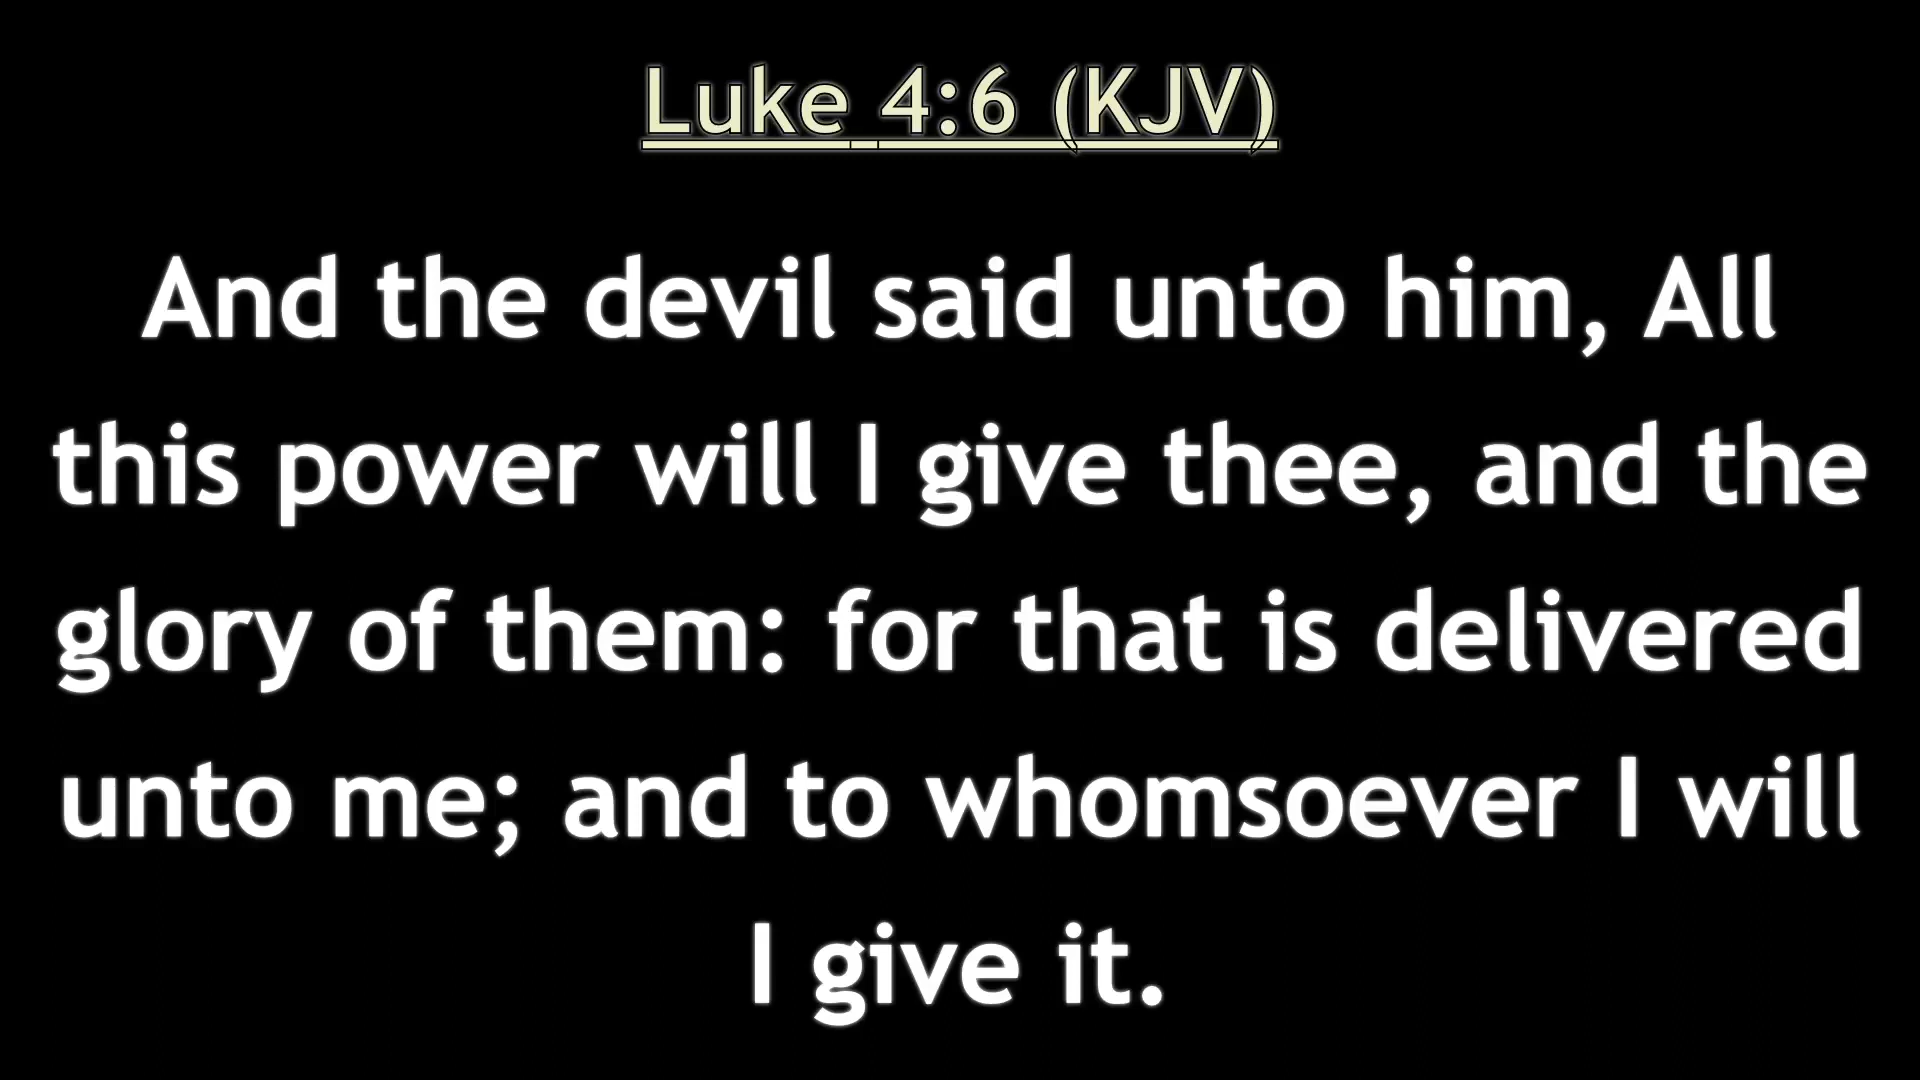 Luke 4:6 (KJV)
And the devil said unto him, All
this power will I give thee, and the
glory of them: for that is delivered
unto me; and to whomsoever I will
I give it.